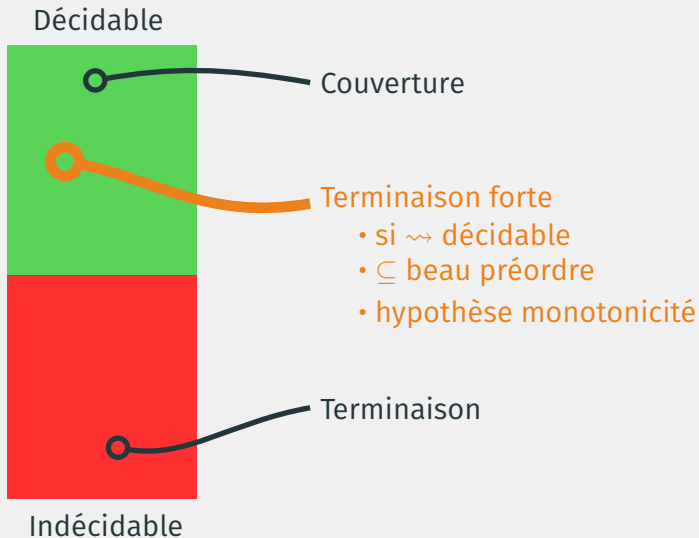 Décidable
Couverture
Terminaison forte
• si ⇝ décidable
• ⊆ beau préordre
• hypothèse monotonicité
Terminaison
Indécidable